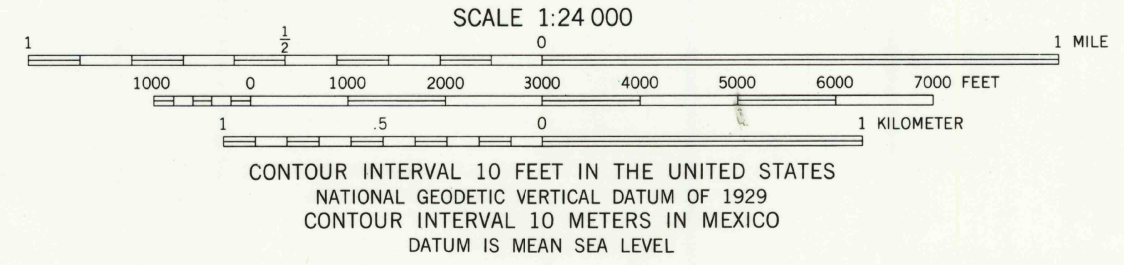 SCALE 1:24 000
1 1/2 0 1 MILE
1000 0 1000 2000 3000 4000 5000 6000 7000 FEET
1 .5 0 1 KILOMETER
CONTOUR INTERVAL 10 FEET IN THE UNITED STATES
NATIONAL GEODETIC VERTICAL DATUM OF 1929
CONTOUR INTERVAL 10 METERS IN MEXICO
DATUM IS MEAN SEA LEVEL